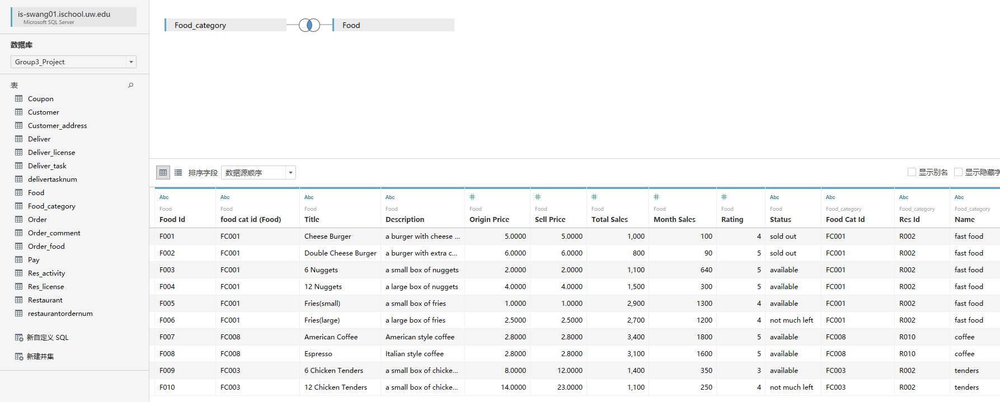 is-swang01.ischool.uw.edu
Microsoft SQL Server
数据库
Group3_Project
表
Coupon
Customer
Customer_address
Deliver
Deliver_license
Deliver_task
delivertasknum
Food
Food_category
Order
Order_comment
Order_food
Pay
Res_activity
Res_license
Restaurant
restaurantordernum
新自定义 SQL
新建并集
Food_category Food
排序字段 数据源顺序 显示别名 显示隐藏字
Abc Abc Abc Abc # # # # # Abc Abc Abc Abc
Food Food Food Food Food Food Food Food Food Food Food_category Food_category Food_category
Food Id food cat id (Food) Title Description Origin Price Sell Price Total Sales Month Sales Rating Status Food Cat Id Res Id Name
F001 FC001 Cheese Burger a burger with cheese ... 5.0000 5.0000 1,000 100 4 sold out FC001 R002 fast food
F002 FC001 Double Cheese Burger a burger with extra c... 6.0000 6.0000 800 90 5 sold out FC001 R002 fast food
F003 FC001 6 Nuggets a small box of nuggets 2.0000 2.0000 1,100 640 5 available FC001 R002 fast food
F004 FC001 12 Nuggets a large box of nuggets 4.0000 4.0000 1,500 300 5 available FC001 R002 fast food
F005 FC001 Fries(small) a small box of fries 1.0000 1.0000 2,900 1300 4 available FC001 R002 fast food
F006 FC001 Fries(large) a large box of fries 2.5000 2.5000 2,700 1200 4 not much left FC001 R002 fast food
F007 FC008 American Coffee American style coffee 2.8000 2.8000 3,400 1800 5 available FC008 R010 coffee
F008 FC008 Espresso Italian style coffee 2.8000 2.8000 3,100 1600 5 available FC008 R010 coffee
F009 FC003 6 Chicken Tenders a small box of chicke... 8.0000 12.0000 1,400 350 3 available FC003 R002 tenders
F010 FC003 12 Chicken Tenders a small box of chicke... 14.0000 23.0000 1,100 250 4 not much left FC003 R002 tenders